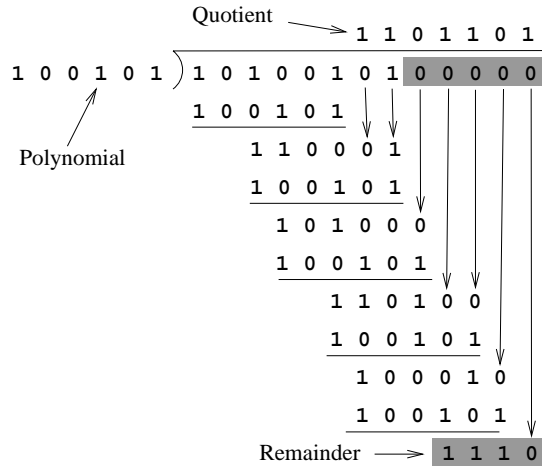 Quotient 1 1 0 1 1 0 1
1 0 0 1 0 1 1 0 1 0 0 1 0 1 0 0 0 0 0
1 0 0 1 0 1
Polynomial 1 1 0 0 0 1
1 0 0 1 0 1
1 0 1 0 0 0
1 0 0 1 0 1
1 1 0 1 0 0
1 0 0 1 0 1
1 0 0 0 1 0
1 0 0 1 0 1
Remainder 1 1 1 0